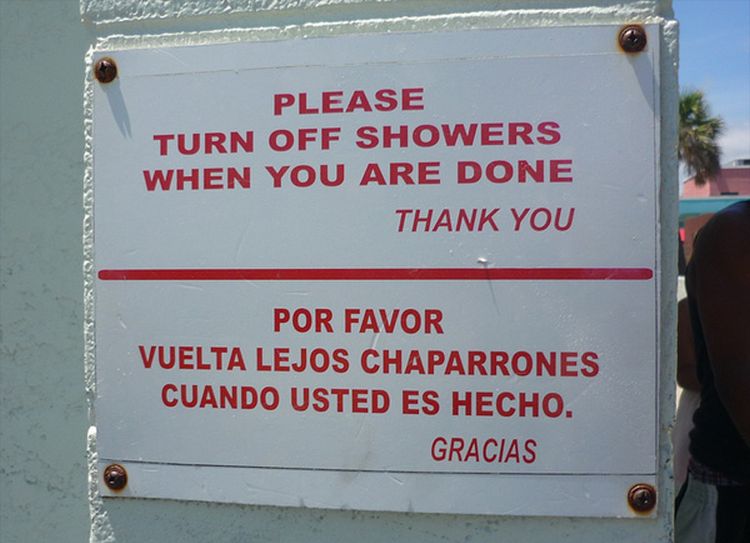 PLEASE
TURN OFF SHOWERS
WHEN YOU ARE DONE
THANK YOU
POR FAVOR
VUELTA LEJOS CHAPARRONES
CUANDO USTED ES HECHO.
GRACIAS